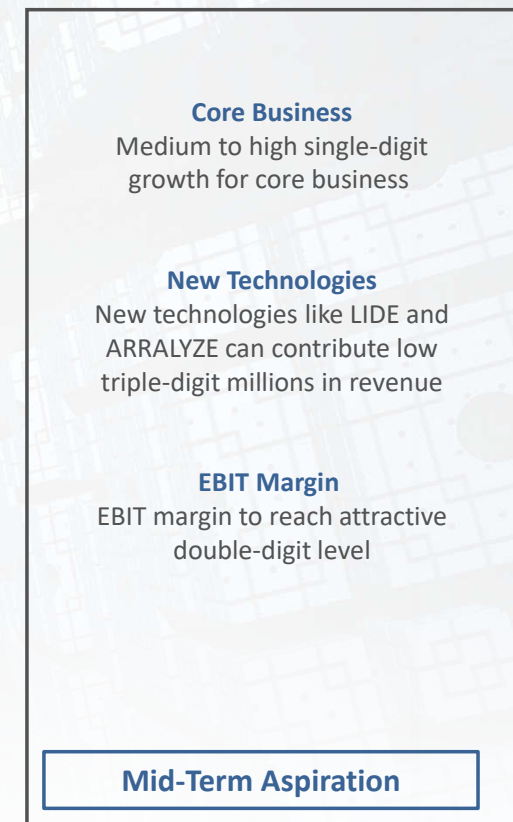 Core Business
Medium to high single-digit
growth for core business
New Technologies
New technologies like LIDE and
ARRALYZE can contribute low
triple-digit millions in revenue
EBIT Margin
EBIT margin to reach attractive
double-digit level
Mid-Term Aspiration